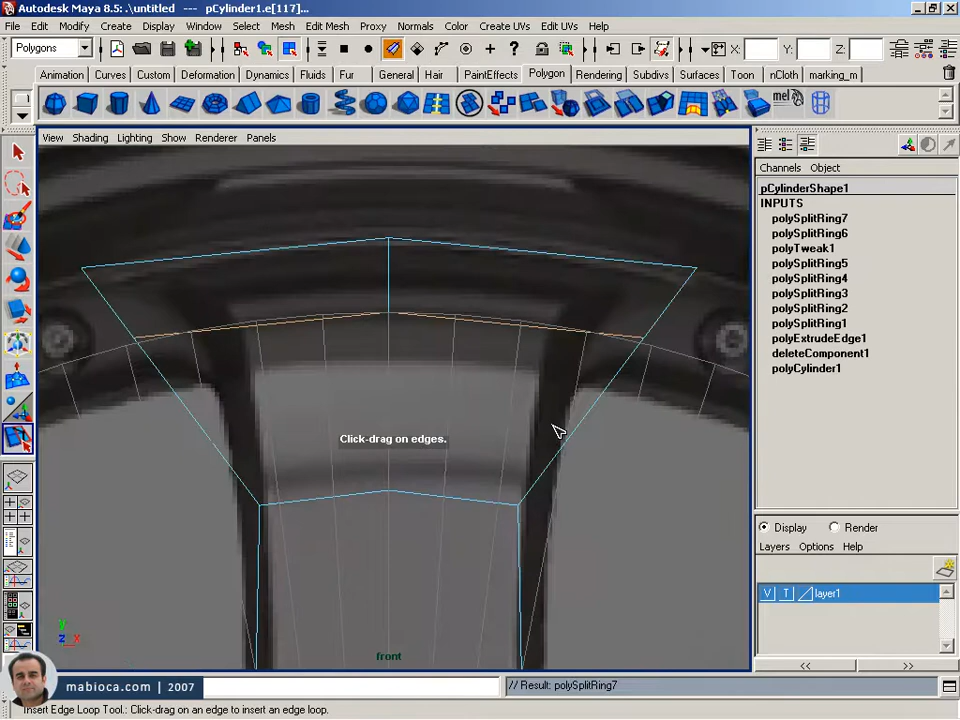 Autodesk Maya 8.5: .\untitled --- pCylinder1.e[117]...
File Edit Modify Create Display Window Select Mesh Edit Mesh Proxy Normals Color Create UVs Edit UVs Help
Polygons X: Y: Z:
Animation Curves Custom Deformation Dynamics Fluids Fur General Hair PaintEffects Polygon Rendering Subdivs Surfaces Toon nCloth marking_m
mel
View Shading Lighting Show Renderer Panels
Channels Object
pCylinderShape1
INPUTS
polySplitRing7
polySplitRing6
polyTweak1
polySplitRing5
polySplitRing4
polySplitRing3
polySplitRing2
polySplitRing1
polyExtrudeEdge1
deleteComponent1
polyCylinder1
Click-drag on edges.
Display Render
Layers Options Help
V T layer1
y
z x
front
<< >>
mabioca.com | 2007
// Result: polySplitRing7
Insert Edge Loop Tool: Click-drag on an edge to insert an edge loop.